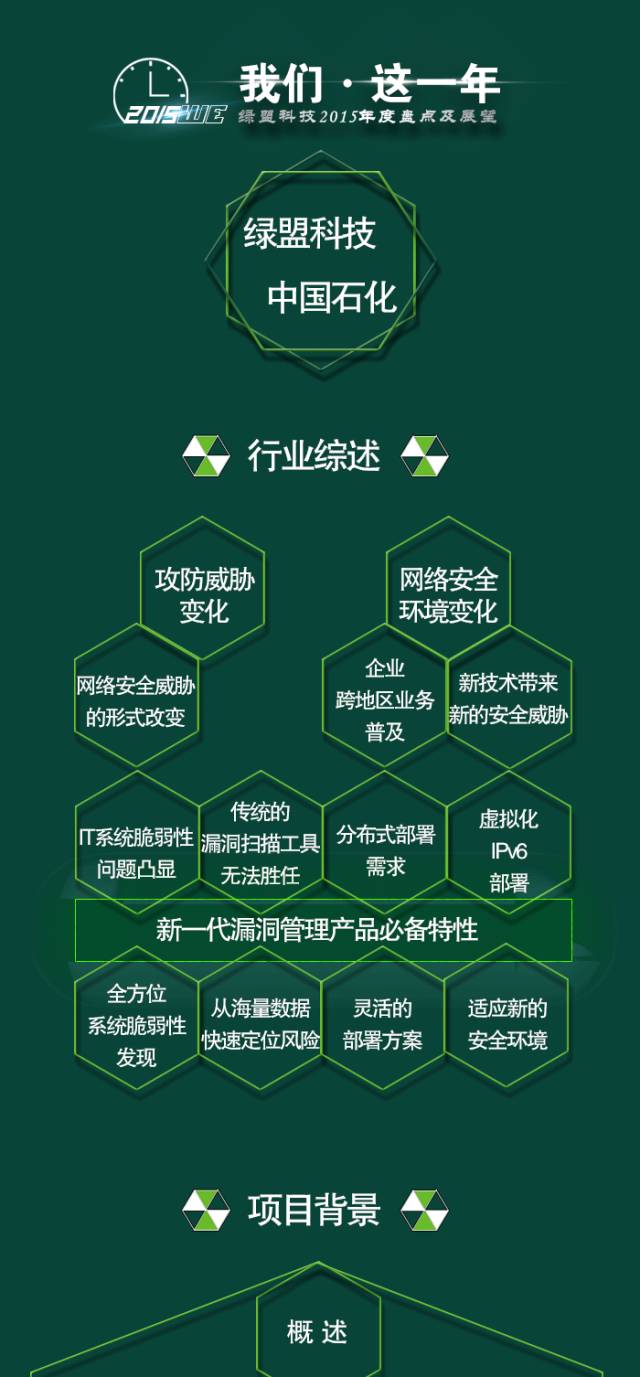 我们·这一年
2015WE
绿盟科技2015年度盘点及展望
绿盟科技
中国石化
行业综述
攻防威胁
变化
网络安全
环境变化
网络安全威胁
的形式改变
企业
跨地区业务
普及
新技术带来
新的安全威胁
IT系统脆弱性
问题凸显
传统的
漏洞扫描工具
无法胜任
分布式部署
需求
虚拟化
IPv6
部署
新一代漏洞管理产品必备特性
全方位
系统脆弱性
发现
从海量数据
快速定位风险
灵活的
部署方案
适应新的
安全环境
项目背景
概 述